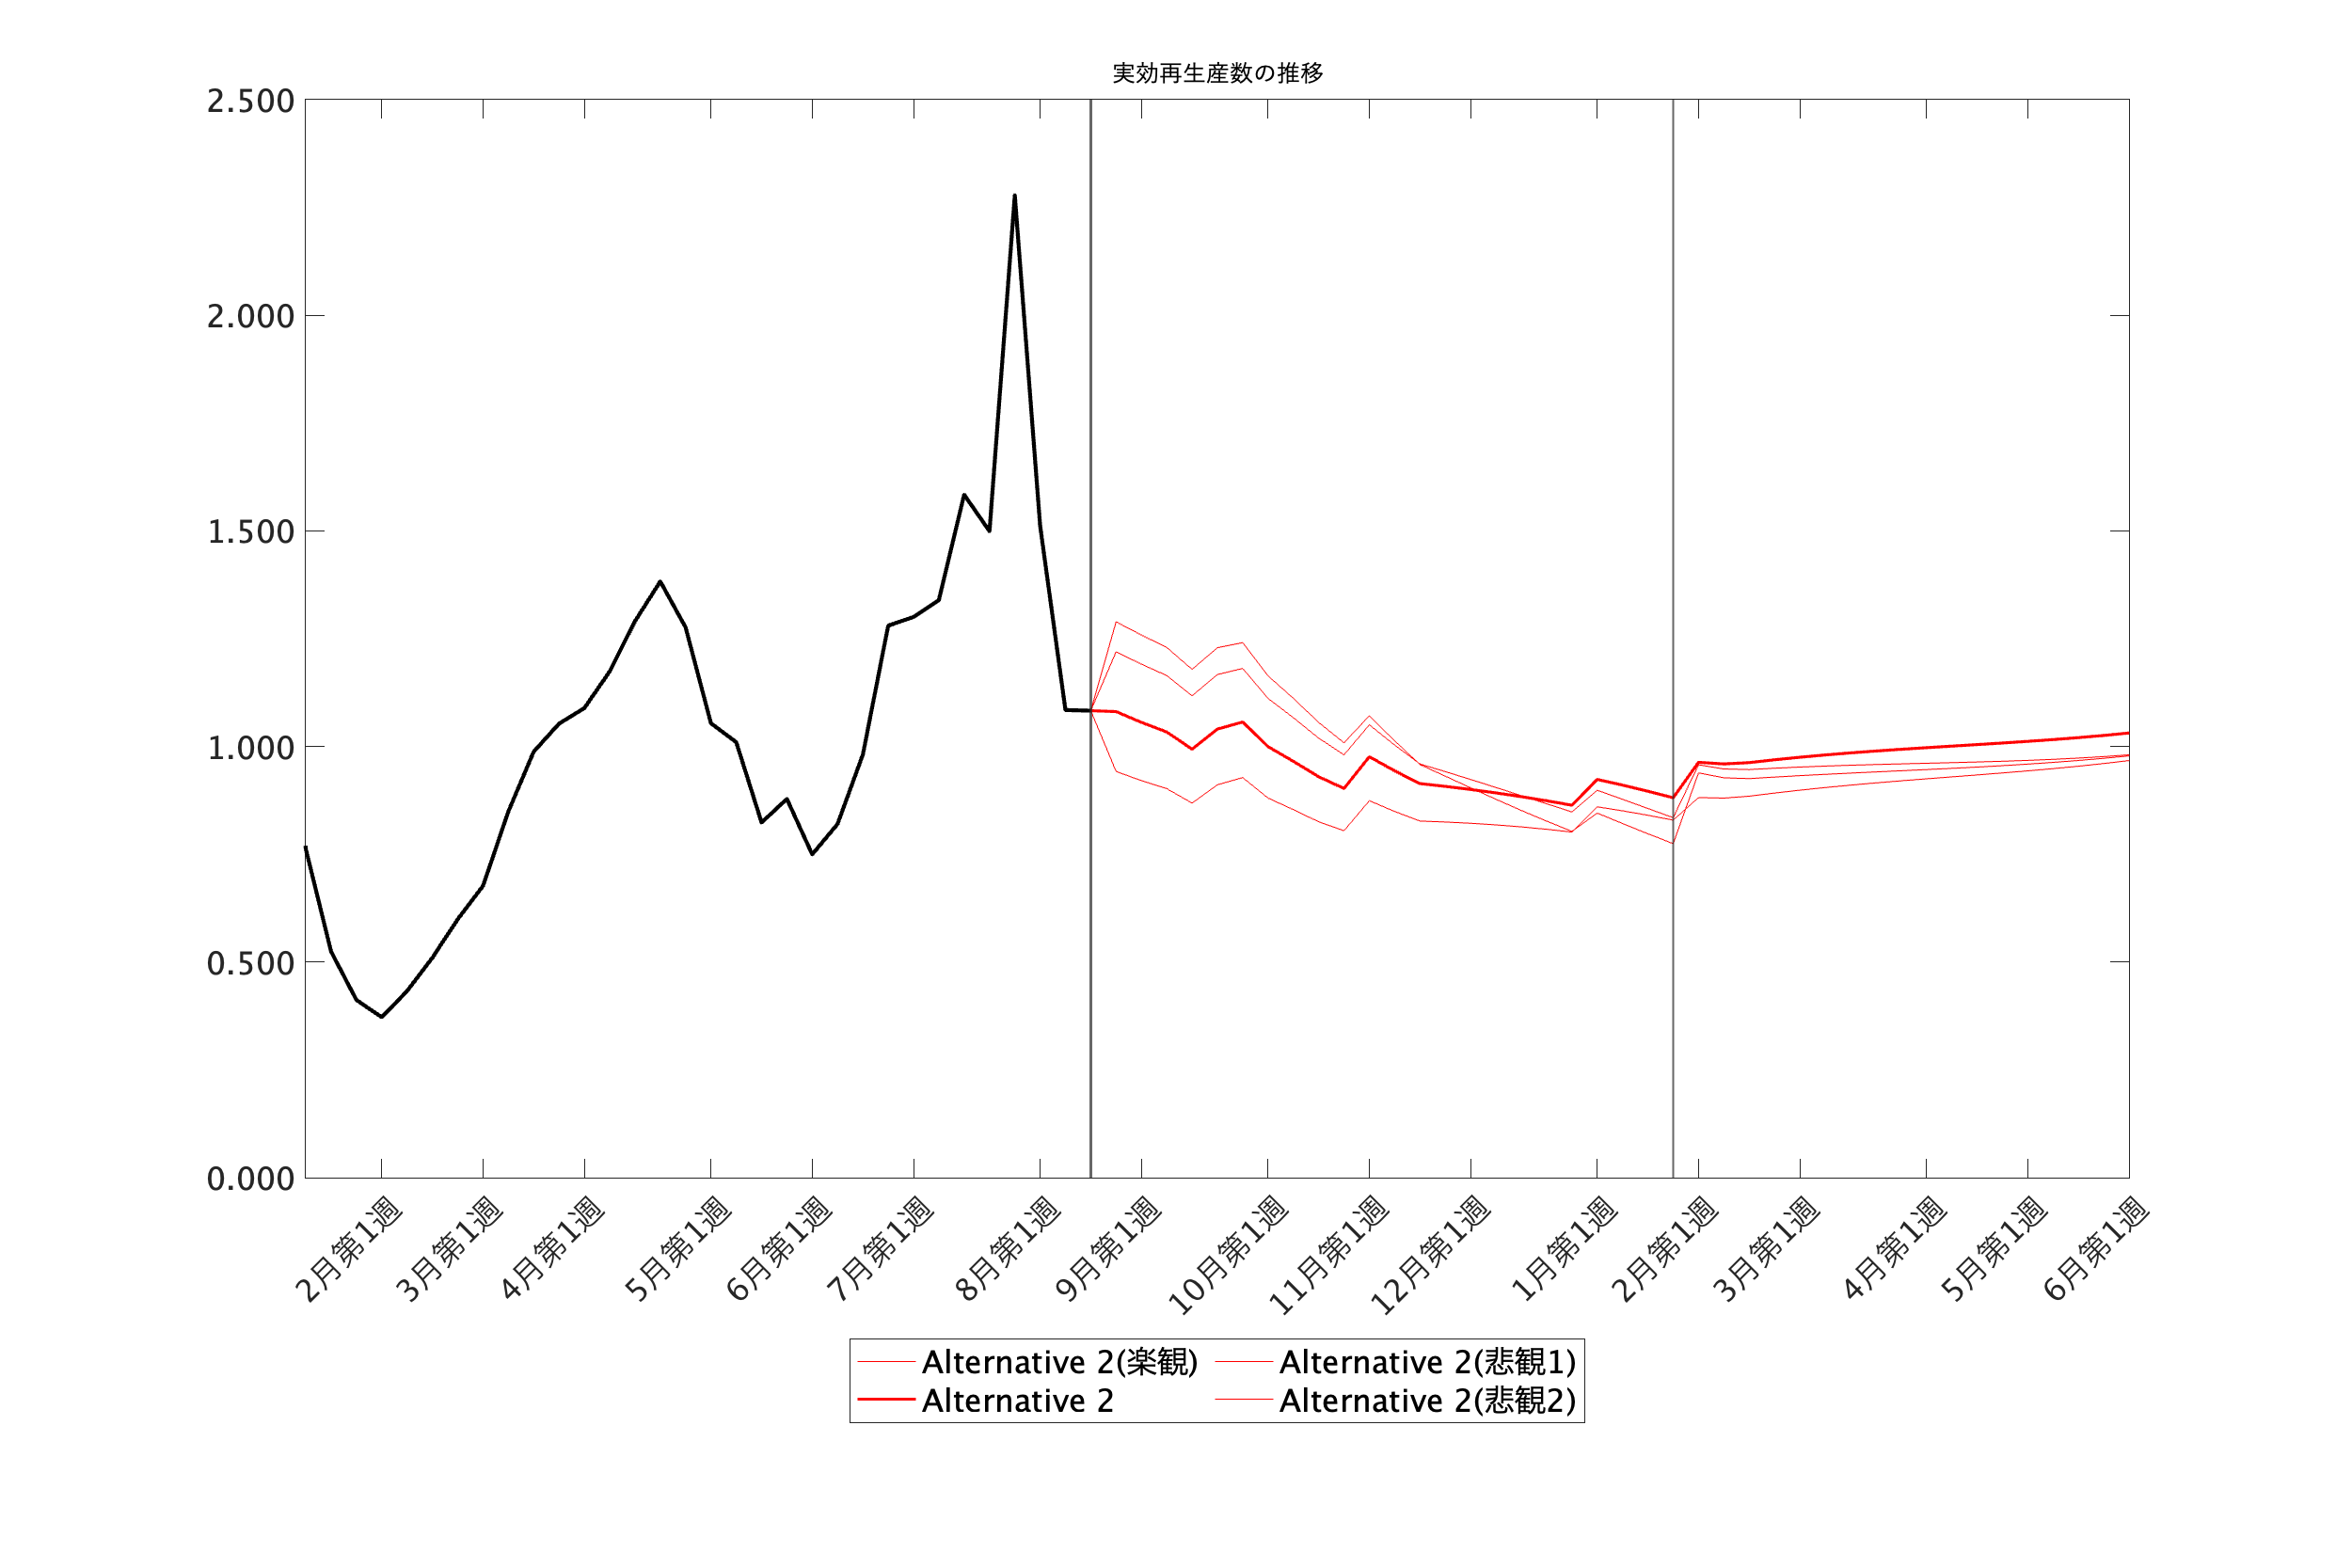 実効再生産数の推移
2.500
2.000
1.500
1.000
0.500
0.000
2月第1週
3月第1週
4月第1週
5月第1週
6月第1週
7月第1週
8月第1週
9月第1週
10月第1週
11月第1週
12月第1週
1月第1週
2月第1週
3月第1週
4月第1週
5月第1週
6月第1週
Alternative 2(楽観) Alternative 2(悲観1)
Alternative 2 Alternative 2(悲観2)